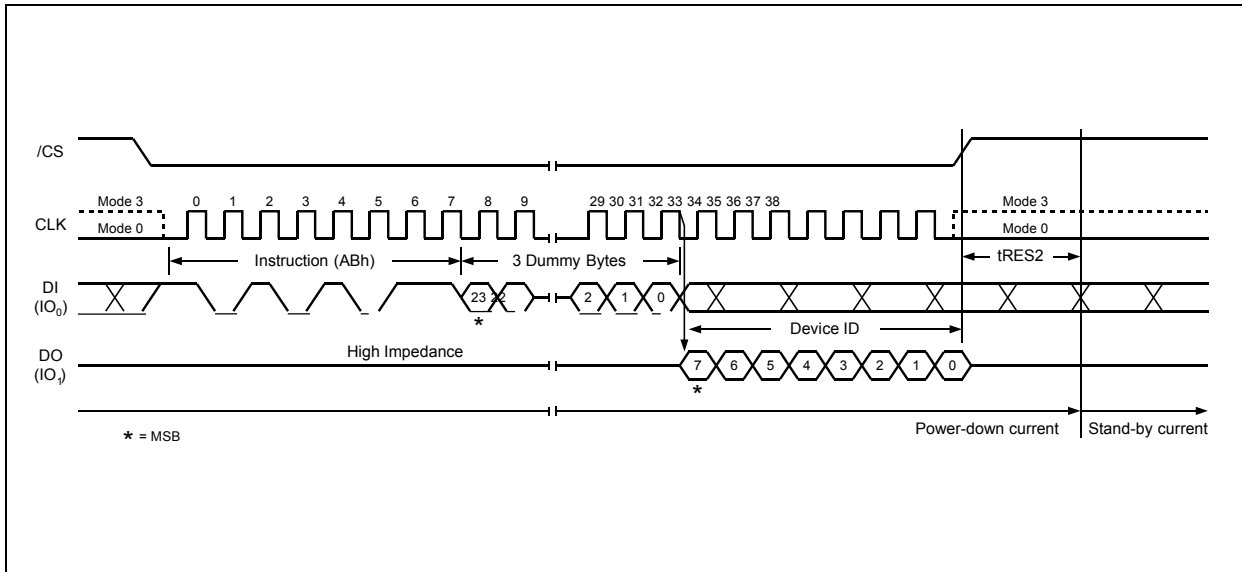 /CS
Mode 3 0 1 2 3 4 5 6 7 8 9 29 30 31 32 33 34 35 36 37 38 Mode 3
CLK
Mode 0 Mode 0
Instruction (ABh) 3 Dummy Bytes tRES2
DI
(IO0)
23 22 2 1 0
*
Device ID
High Impedance
DO
(IO1)
7 6 5 4 3 2 1 0
*
Power-down current Stand-by current
* = MSB